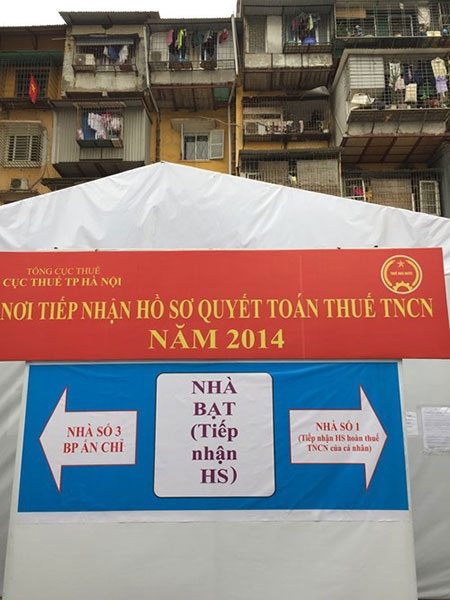 TỔNG CỤC THUẾ
CỤC THUẾ TP HÀ NỘI
NƠI TIẾP NHẬN HỒ SƠ QUYẾT TOÁN THUẾ TNCN
NĂM 2014
NHÀ SỐ 3
BP ẤN CHỈ
NHÀ
BẠT
(Tiếp
nhận
HS)
NHÀ SỐ 1
(Tiếp nhận HS hoàn thuế
TNCN của cá nhân)